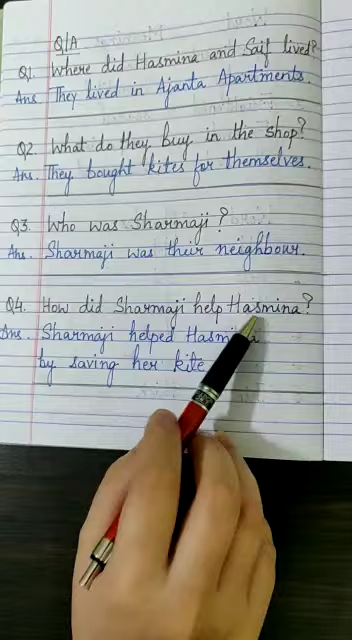 Q/A
Q1. Where did Hasmina and Saif lived?
Ans They lived in Ajanta Apartments.
Q2. What do they buy in the shop?
Ans. They bought kites for themselves.
Q3. Who was Sharmaji?
Ans. Sharmaji was their neighbour.
Q4. How did Sharmaji help Hasmina?
Ans. Sharmaji helped Hasmina
by saving her kite